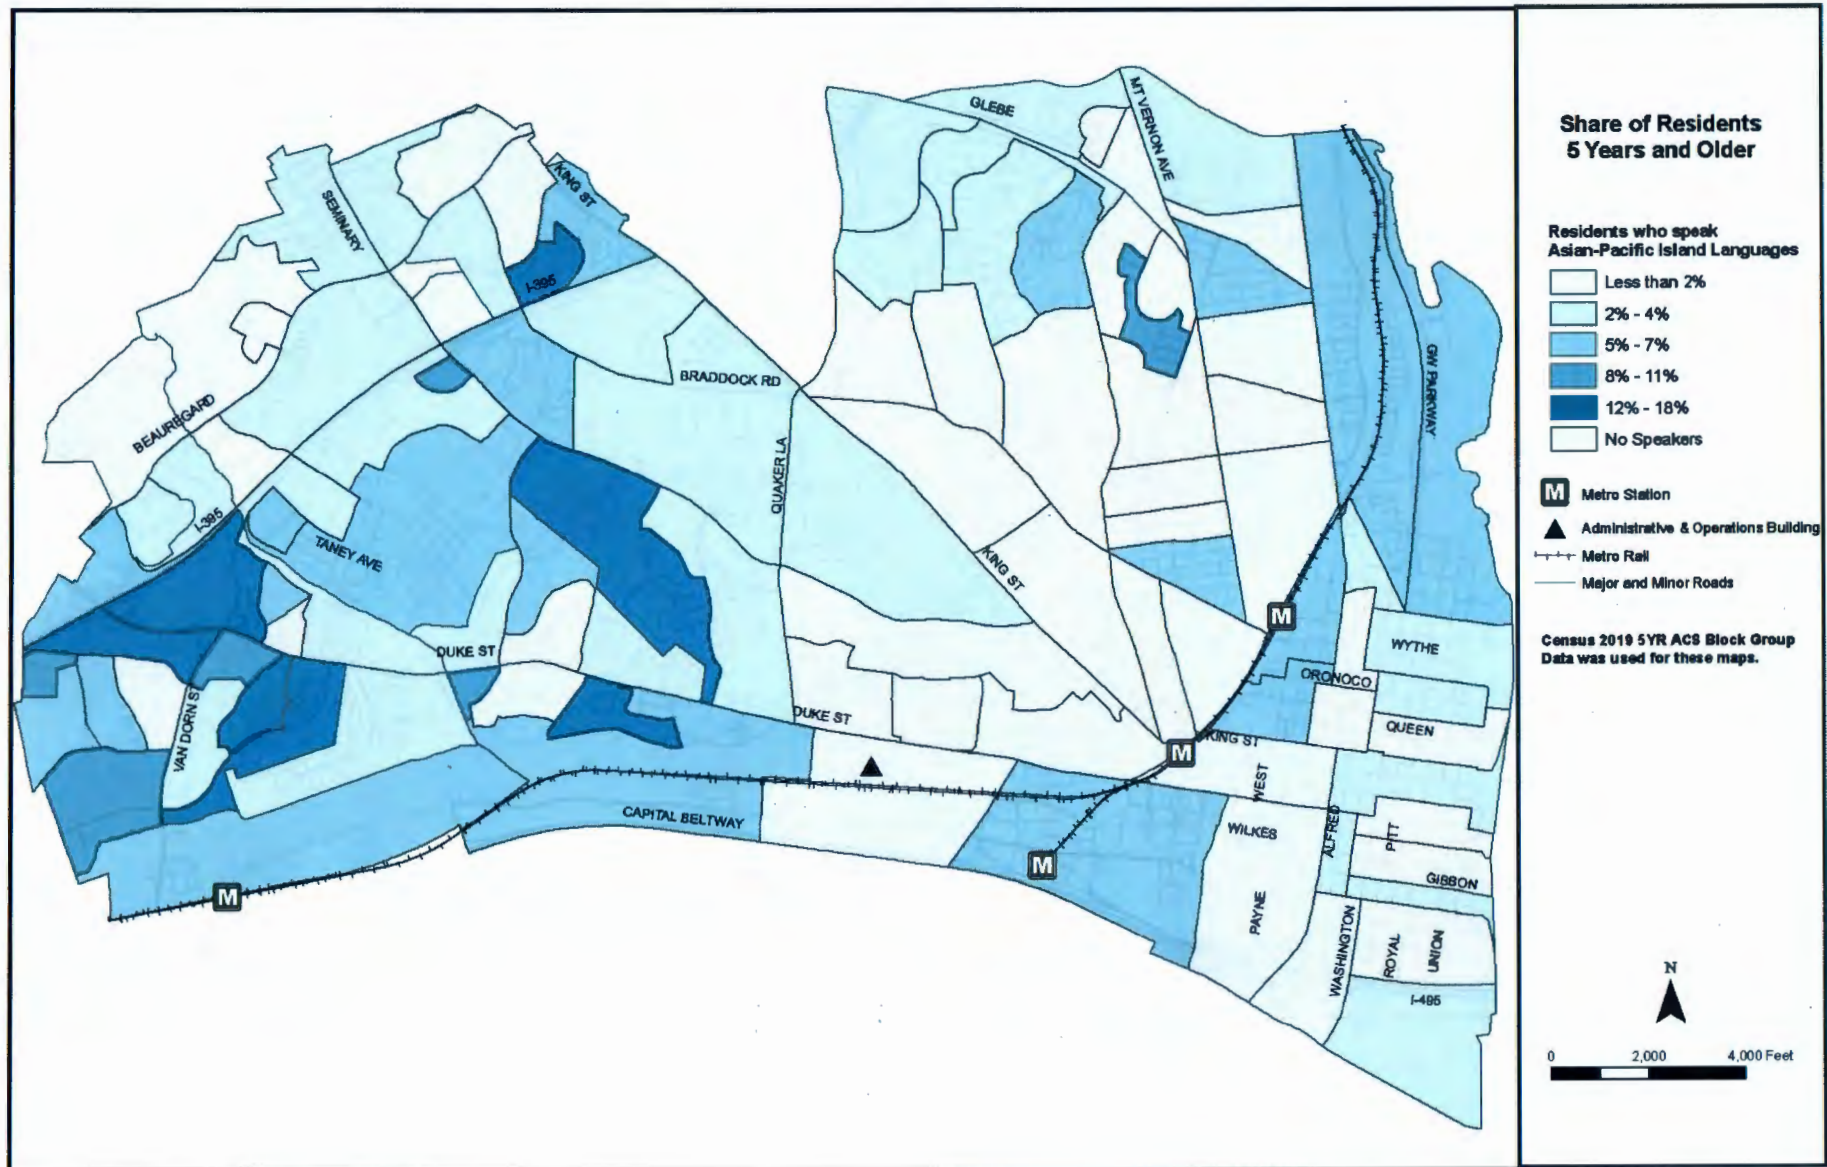 GLEBE
MT VERNON AVE
KING ST
SEMINARY
I-395
BRADDOCK RD
GW PARKWAY
BEAUREGARD
QUAKER LA
I-395
TANEY AVE
KING ST
DUKE ST
WYTHE
ORONOCO
VAN DORN ST
DUKE ST
QUEEN
KING ST
M
M
WEST
CAPITAL BELTWAY
WILKES
ALFRED
PITT
M
GIBBON
M
PAYNE
WASHINGTON
ROYAL
UNION
I-495
Share of Residents
5 Years and Older
Residents who speak
Asian-Pacific Island Languages
Less than 2%
2% - 4%
5% - 7%
8% - 11%
12% - 18%
No Speakers
M Metro Station
Administrative & Operations Building
Metro Rail
Major and Minor Roads
Census 2019 5YR ACS Block Group
Data was used for these maps.
N
0 2,000 4,000 Feet